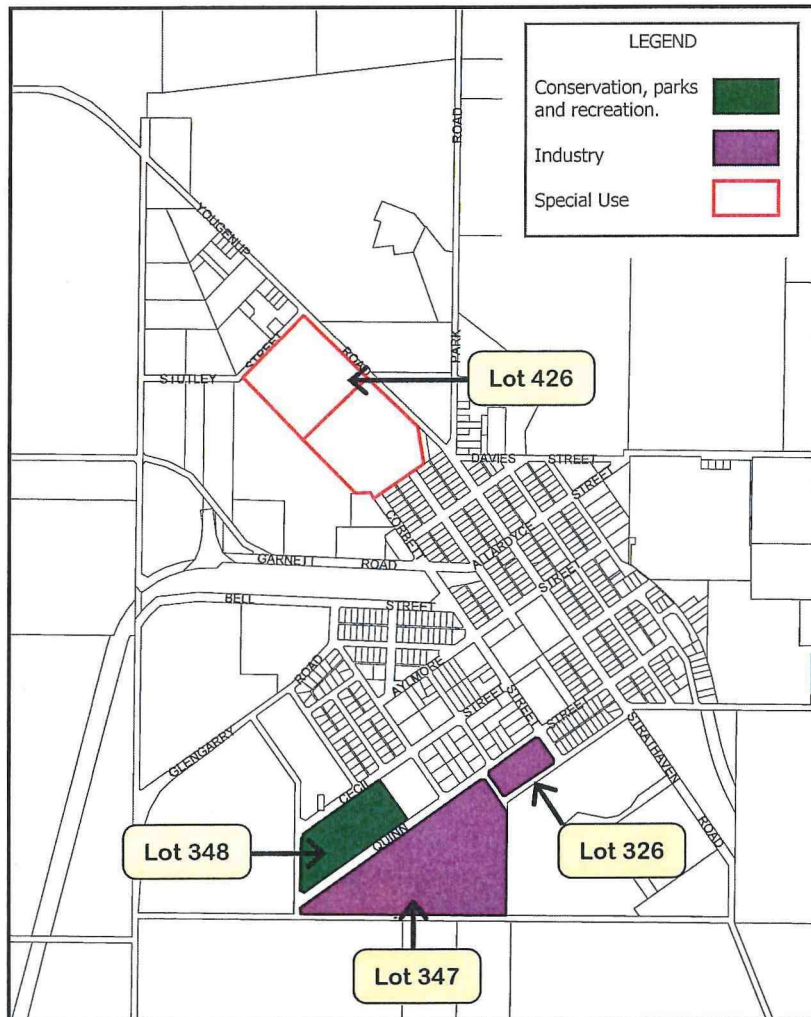 LEGEND
Conservation, parks
and recreation.
Industry
Special Use
ROAD
YOUGENUP
ROAD
PARK
STREET
STUTLEY
Lot 426
DAVIES STREET
STREET
CORBETT
ALLARDYCE
STREET
GARNETT ROAD
BELL STREET
ROAD
AYLMORE
STREET
STREET
STREET
GLENGARRY
STRATHAVEN
ROAD
CECIL
QUINN
Lot 348
Lot 326
Lot 347